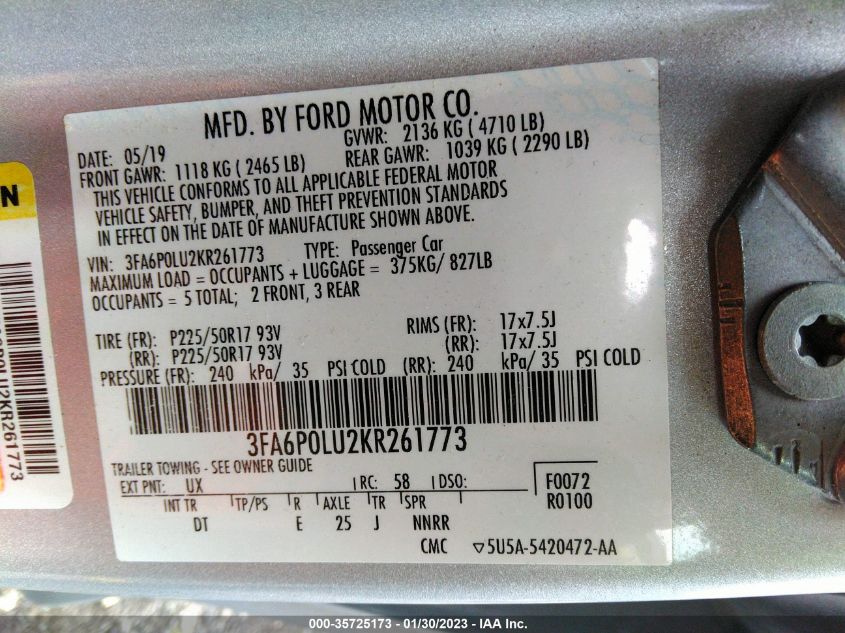 MFD. BY FORD MOTOR CO.
DATE: 05/19 GVWR: 2136 KG ( 4710 LB)
FRONT GAWR: 1118 KG ( 2465 LB) REAR GAWR: 1039 KG ( 2290 LB)
THIS VEHICLE CONFORMS TO ALL APPLICABLE FEDERAL MOTOR
VEHICLE SAFETY, BUMPER, AND THEFT PREVENTION STANDARDS
IN EFFECT ON THE DATE OF MANUFACTURE SHOWN ABOVE.
VIN: 3FA6P0LU2KR261773 TYPE: Passenger Car
MAXIMUM LOAD = OCCUPANTS + LUGGAGE = 375KG/ 827LB
OCCUPANTS = 5 TOTAL; 2 FRONT, 3 REAR
TIRE (FR): P225/50R17 93V RIMS (FR): 17x7.5J
(RR): P225/50R17 93V (RR): 17x7.5J
PRESSURE (FR): 240 kPa/ 35 PSI COLD (RR): 240 kPa/ 35 PSI COLD
3FA6P0LU2KR261773
TRAILER TOWING - SEE OWNER GUIDE
EXT PNT: UX RC: 58 DSO: F0072
INT TR TP/PS R AXLE TR SPR R0100
DT E 25 J NNRR
CMC ▽5U5A-5420472-AA
N
LU2KR261773
000-35725173 - 01/30/2023 - IAA Inc.